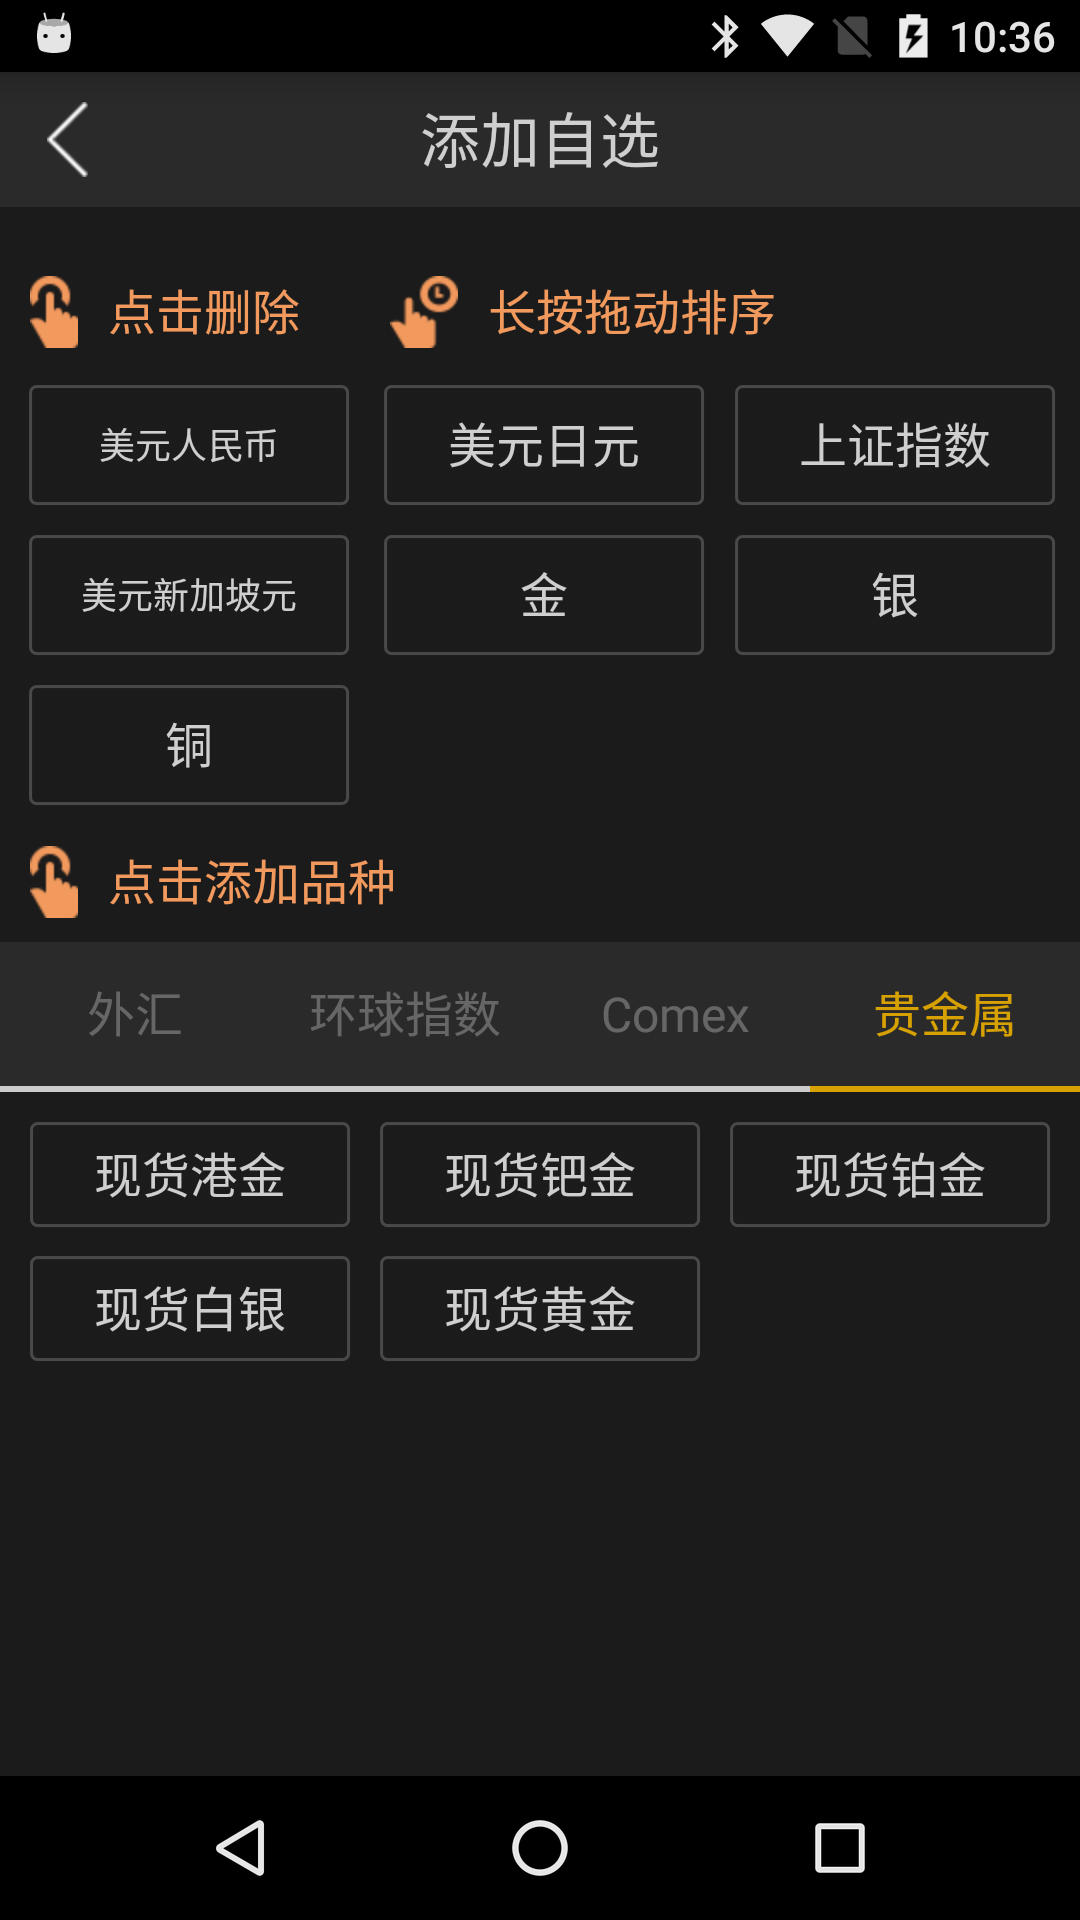 10:36
添加自选
点击删除 长按拖动排序
美元人民币 美元日元 上证指数
美元新加坡元 金 银
铜
点击添加品种
外汇 环球指数 Comex 贵金属
现货港金 现货钯金 现货铂金
现货白银 现货黄金